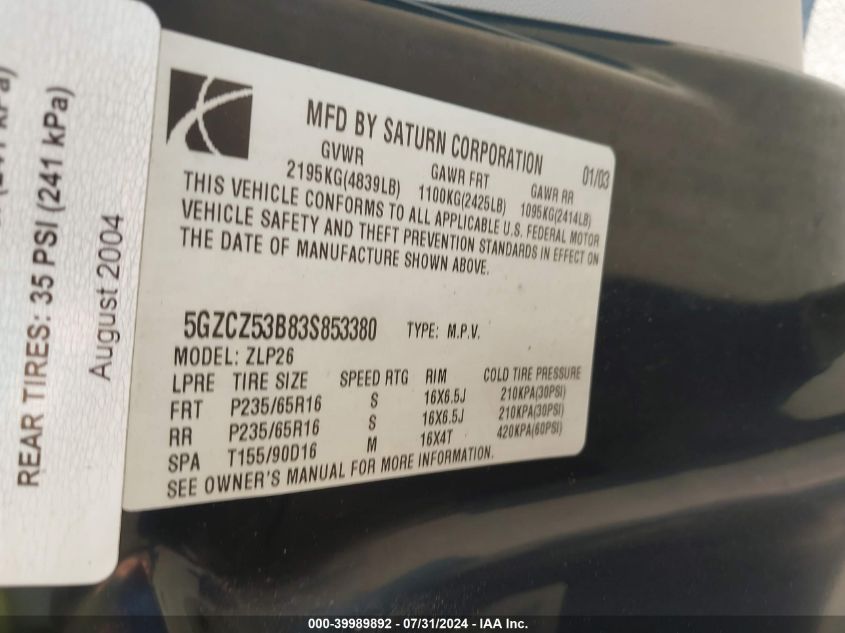 MFD BY SATURN CORPORATION 01/03
GVWR GAWR FRT GAWR RR
2195KG(4839LB) 1100KG(2425LB) 1095KG(2414LB)
THIS VEHICLE CONFORMS TO ALL APPLICABLE U.S. FEDERAL MOTOR
VEHICLE SAFETY AND THEFT PREVENTION STANDARDS IN EFFECT ON
THE DATE OF MANUFACTURE SHOWN ABOVE.
5GZCZ53B83S853380 TYPE: M.P.V.
MODEL: ZLP26
LPRE TIRE SIZE SPEED RTG RIM COLD TIRE PRESSURE
FRT P235/65R16 S 16X6.5J 210KPA(30PSI)
RR P235/65R16 S 16X6.5J 210KPA(30PSI)
SPA T155/90D16 M 16X4T 420KPA(60PSI)
SEE OWNER'S MANUAL FOR MORE INFORMATION.
REAR TIRES: 35 PSI (241 kPa)
August 2004
000-39989892 - 07/31/2024 - IAA Inc.